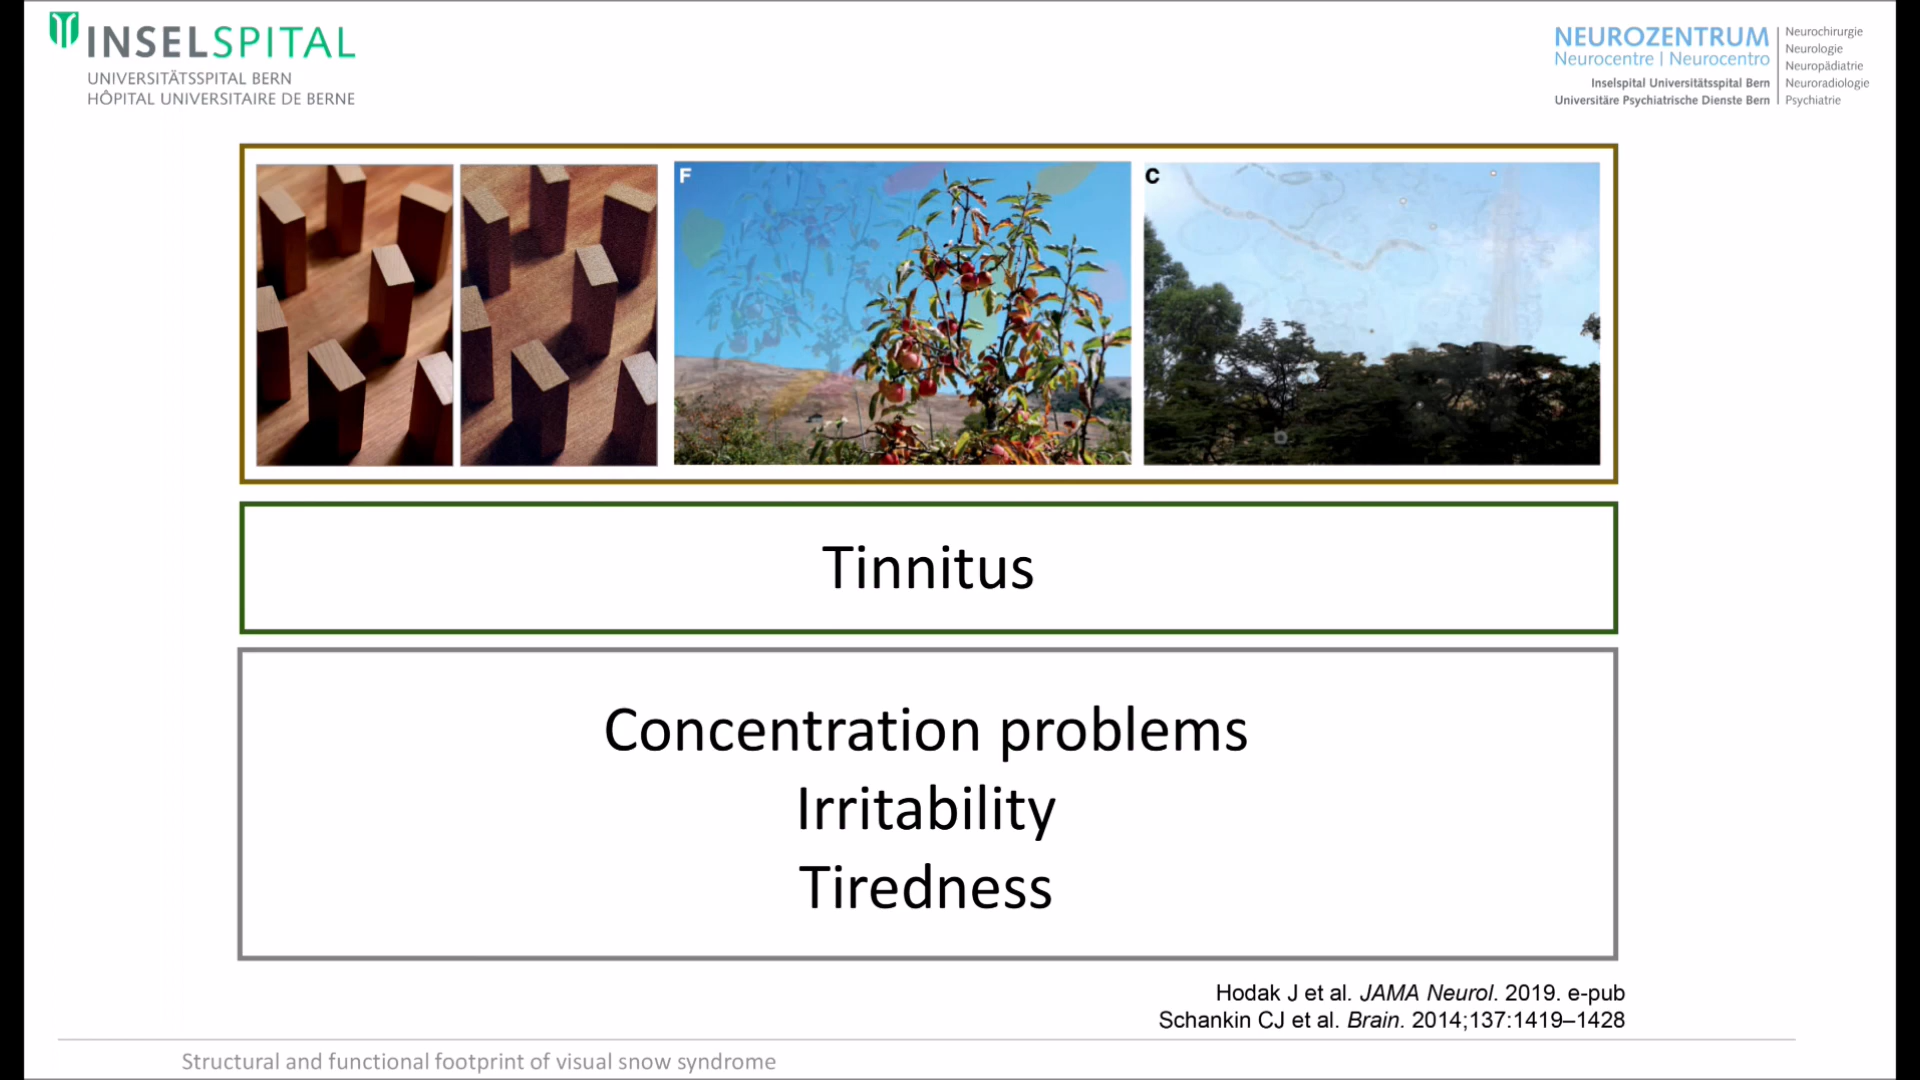 INSELSPITAL
UNIVERSITÄTSSPITAL BERN
HÔPITAL UNIVERSITAIRE DE BERNE
NEUROZENTRUM
Neurocentre | Neurocentro
Inselspital Universitätsspital Bern
Universitäre Psychiatrische Dienste Bern
Neurochirurgie
Neurologie
Neuropädiatrie
Neuroradiologie
Psychiatrie
F
C
Tinnitus
Concentration problems
Irritability
Tiredness
Hodak J et al. JAMA Neurol. 2019. e-pub
Schankin CJ et al. Brain. 2014;137:1419–1428
Structural and functional footprint of visual snow syndrome